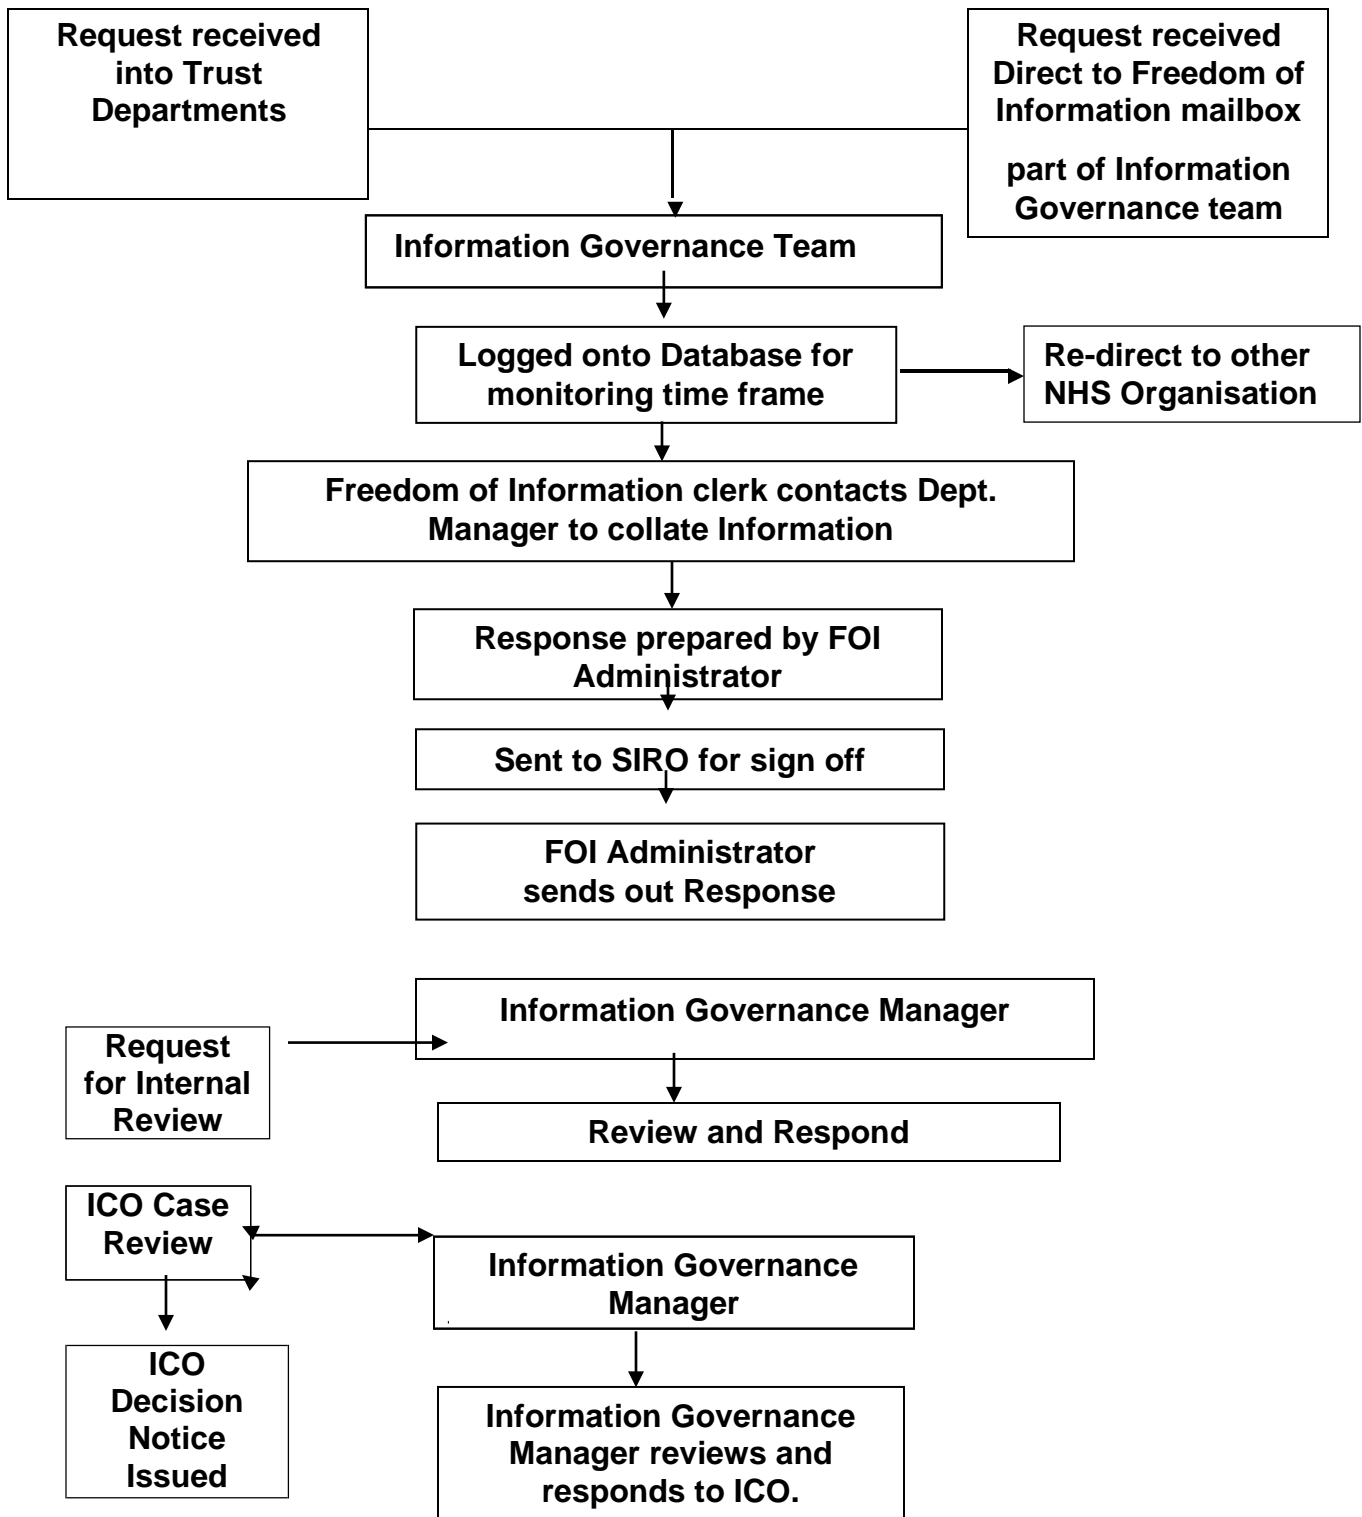 Request received
into Trust
Departments
Request received
Direct to Freedom of
Information mailbox
part of Information
Governance team
Information Governance Team
Logged onto Database for
monitoring time frame
Re-direct to other
NHS Organisation
Freedom of Information clerk contacts Dept.
Manager to collate Information
Response prepared by FOI
Administrator
Sent to SIRO for sign off
FOI Administrator
sends out Response
Information Governance Manager
Request
for Internal
Review
Review and Respond
ICO Case
Review
Information Governance
Manager
ICO
Decision
Notice
Issued
Information Governance
Manager reviews and
responds to ICO.